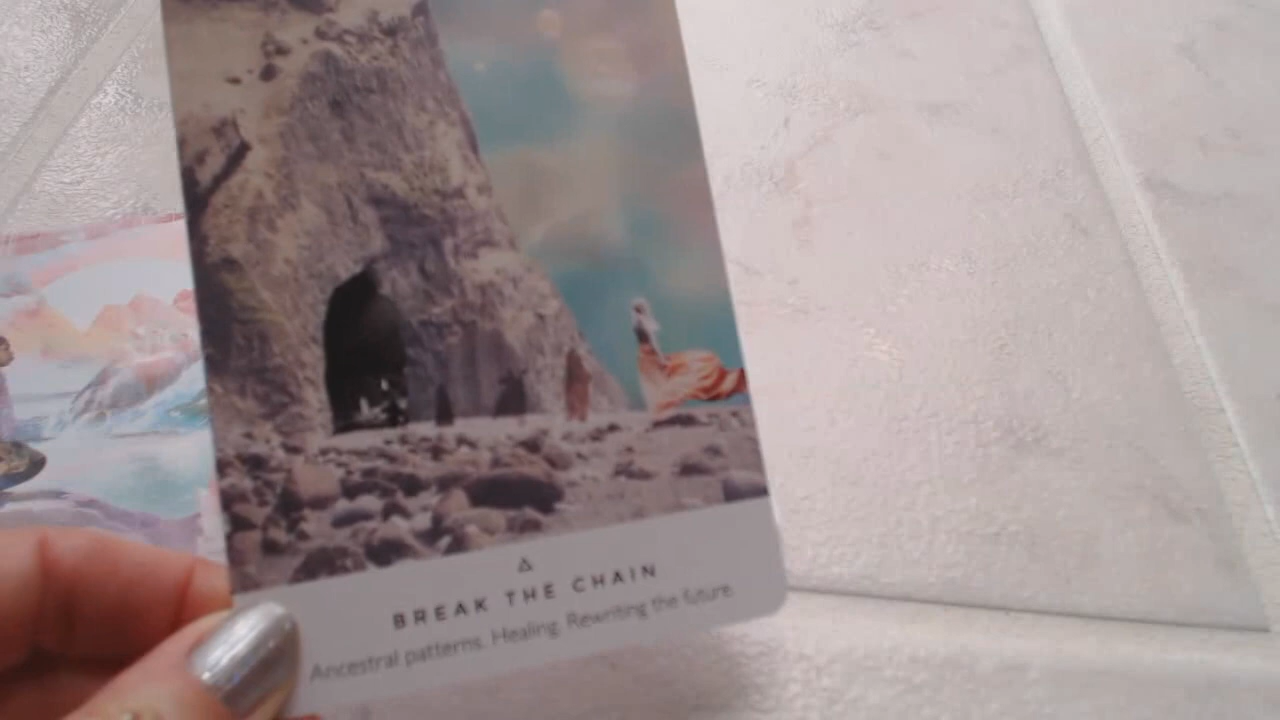 BREAK THE CHAIN
Ancestral patterns. Healing. Rewriting the future.